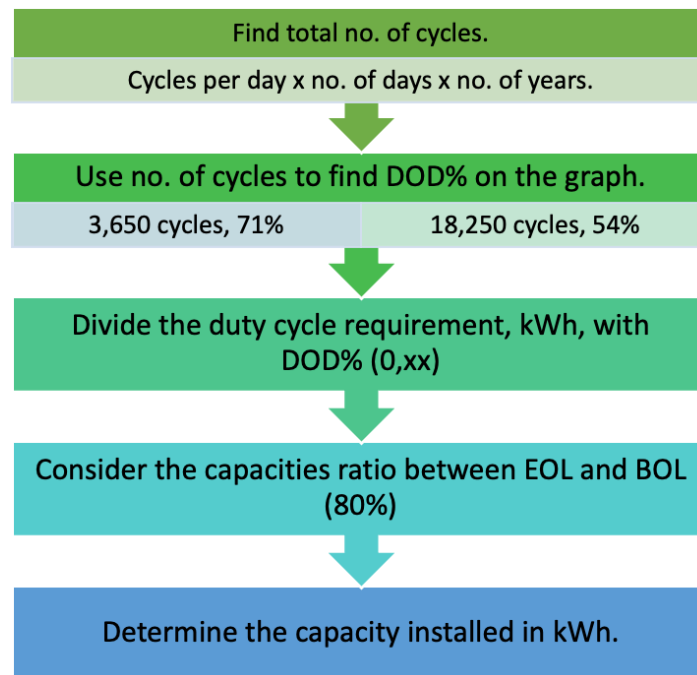 Find total no. of cycles.
Cycles per day x no. of days x no. of years.
Use no. of cycles to find DOD% on the graph.
3,650 cycles, 71%
18,250 cycles, 54%
Divide the duty cycle requirement, kWh, with
DOD% (0,xx)
Consider the capacities ratio between EOL and BOL
(80%)
Determine the capacity installed in kWh.